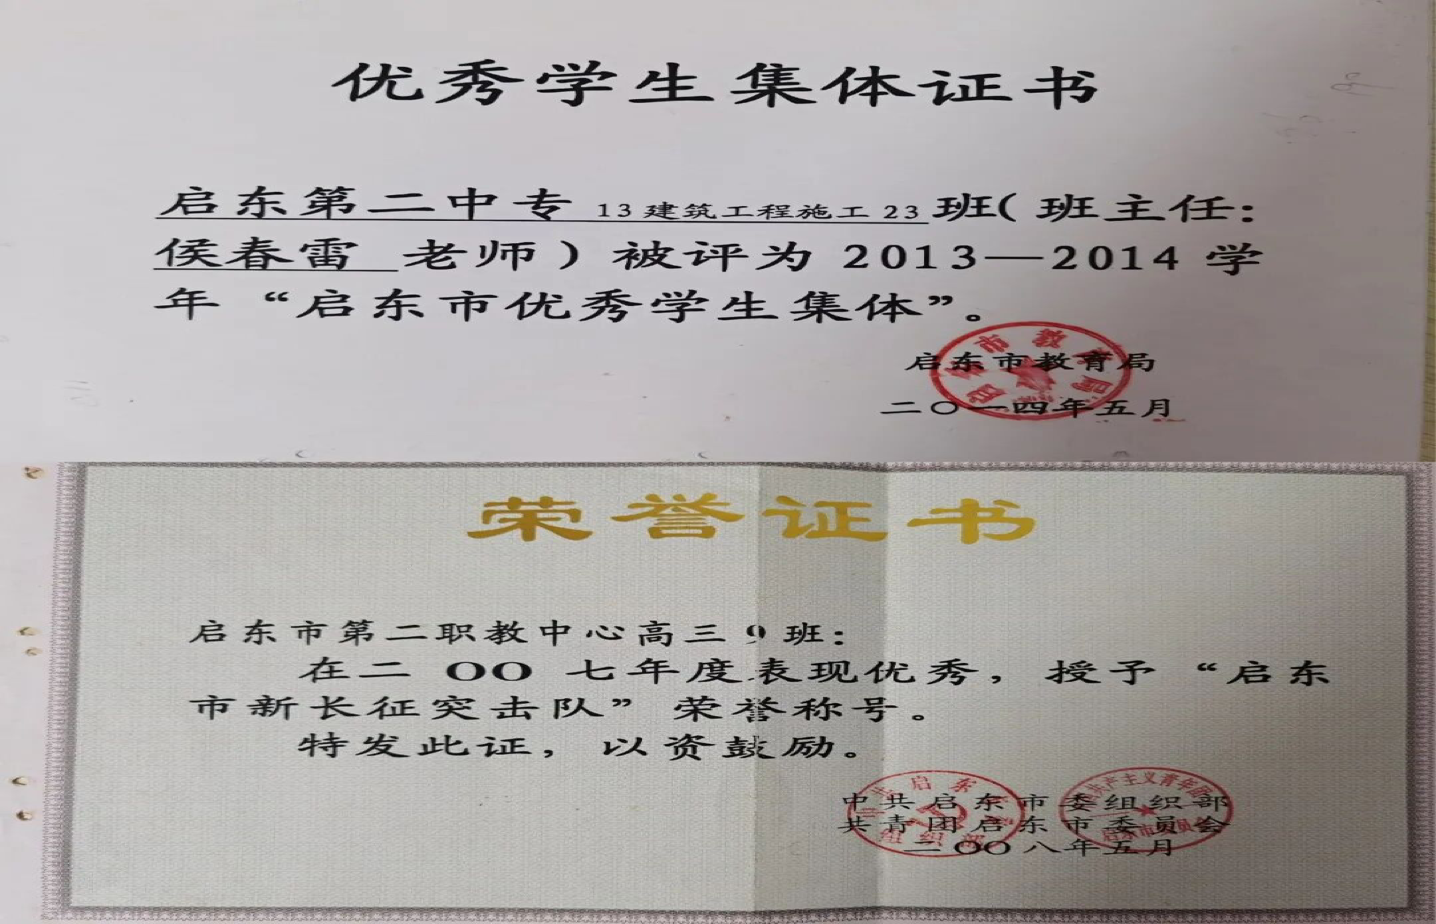 优秀学生集体证书
启东第二中专 13建筑工程施工23 班(班主任:
侯春雷 老师)被评为2013—2014学
年“启东市优秀学生集体”。
启东市教育局
二〇一四年五月
荣誉证书
启东市第二职教中心高三9班:
在二OO七年度表现优秀，授予“启东
市新长征突击队”荣誉称号。
特发此证，以资鼓励。
中共启东市委组织部
共青团启东市委员会
二OO八年五月